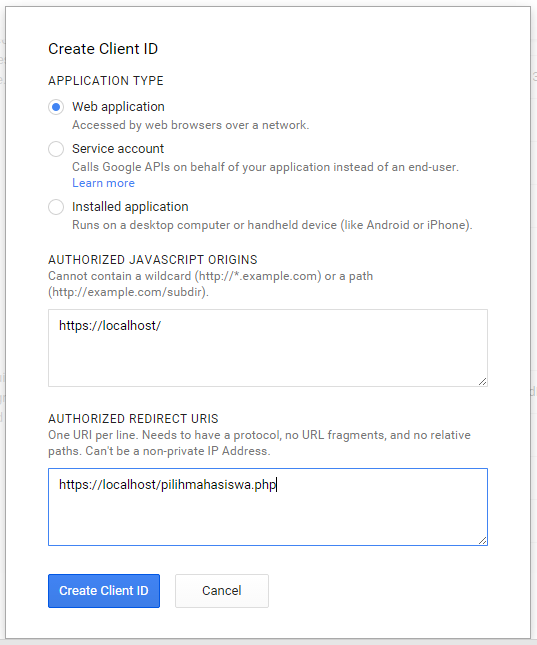 Create Client ID
APPLICATION TYPE
Web application
Accessed by web browsers over a network.
Service account
Calls Google APIs on behalf of your application instead of an end-user.
Learn more
Installed application
Runs on a desktop computer or handheld device (like Android or iPhone).
AUTHORIZED JAVASCRIPT ORIGINS
Cannot contain a wildcard (http://*.example.com) or a path
(http://example.com/subdir).
https://localhost/
AUTHORIZED REDIRECT URIS
One URI per line. Needs to have a protocol, no URL fragments, and no relative
paths. Can't be a non-private IP Address.
https://localhost/pilihmahasiswa.php
Create Client ID
Cancel